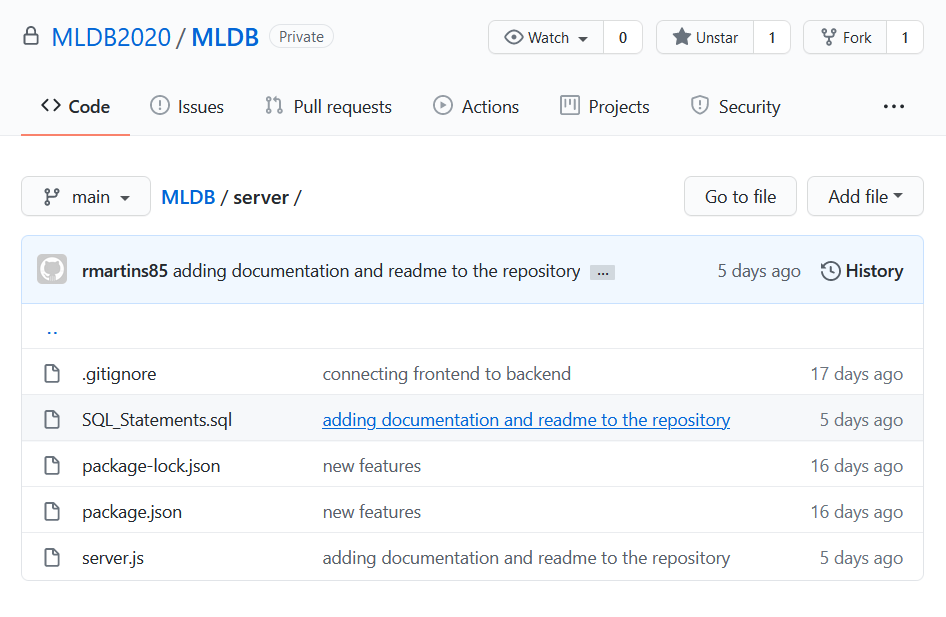 MLDB2020 / MLDB Private Watch 0 Unstar 1 Fork 1
Code Issues Pull requests Actions Projects Security ...
main MLDB / server / Go to file Add file
rmartins85 adding documentation and readme to the repository ... 5 days ago History
..
.gitignore connecting frontend to backend 17 days ago
SQL_Statements.sql adding documentation and readme to the repository 5 days ago
package-lock.json new features 16 days ago
package.json new features 16 days ago
server.js adding documentation and readme to the repository 5 days ago